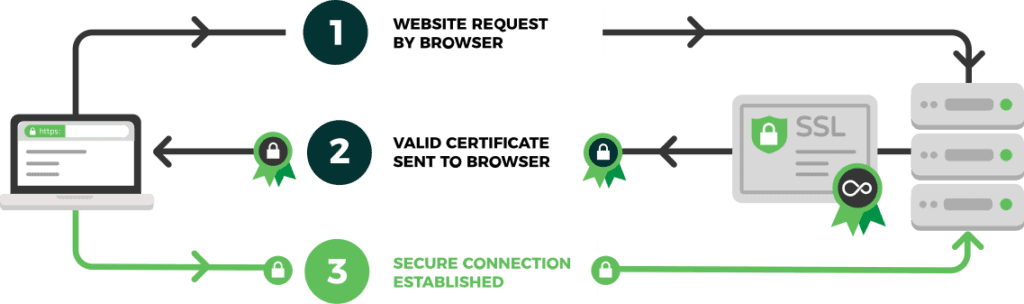 1
WEBSITE REQUEST
BY BROWSER
https:
2
VALID CERTIFICATE
SENT TO BROWSER
SSL
3
SECURE CONNECTION
ESTABLISHED